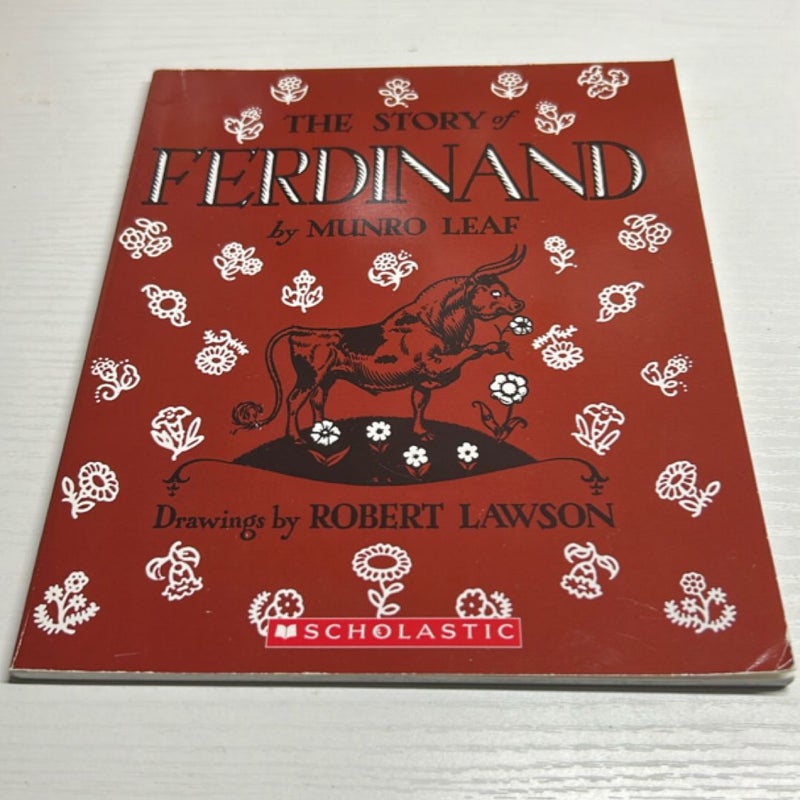 THE STORY of
FERDINAND
by MUNRO LEAF
Drawings by ROBERT LAWSON
SCHOLASTIC